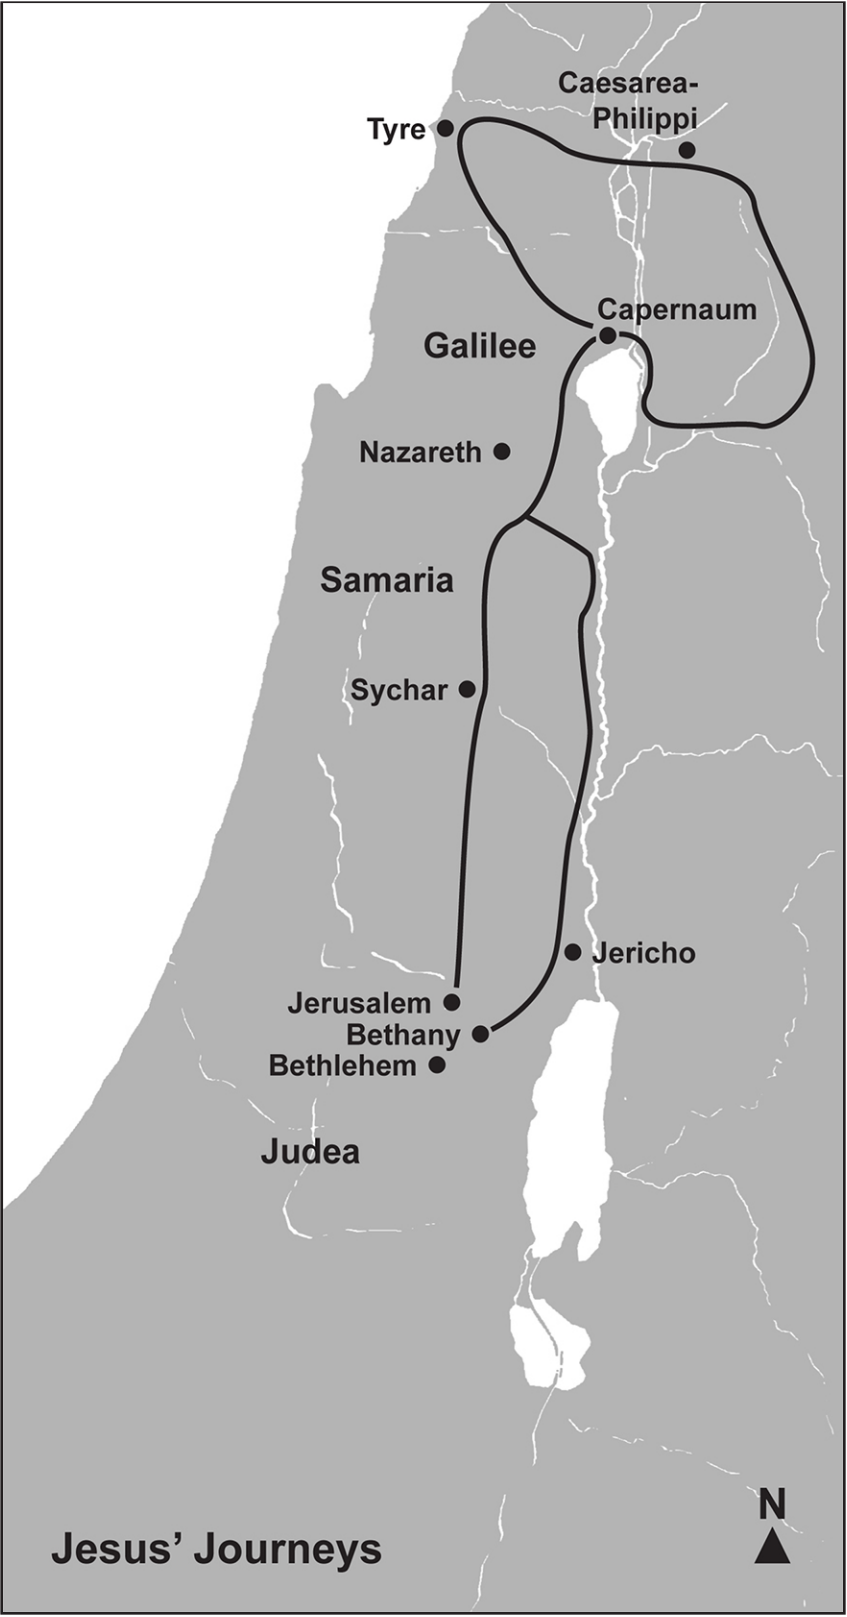 Caesarea-
Philippi
Tyre
Capernaum
Galilee
Nazareth
Samaria
Sychar
Jericho
Jerusalem
Bethany
Bethlehem
Judea
N
Jesus’ Journeys